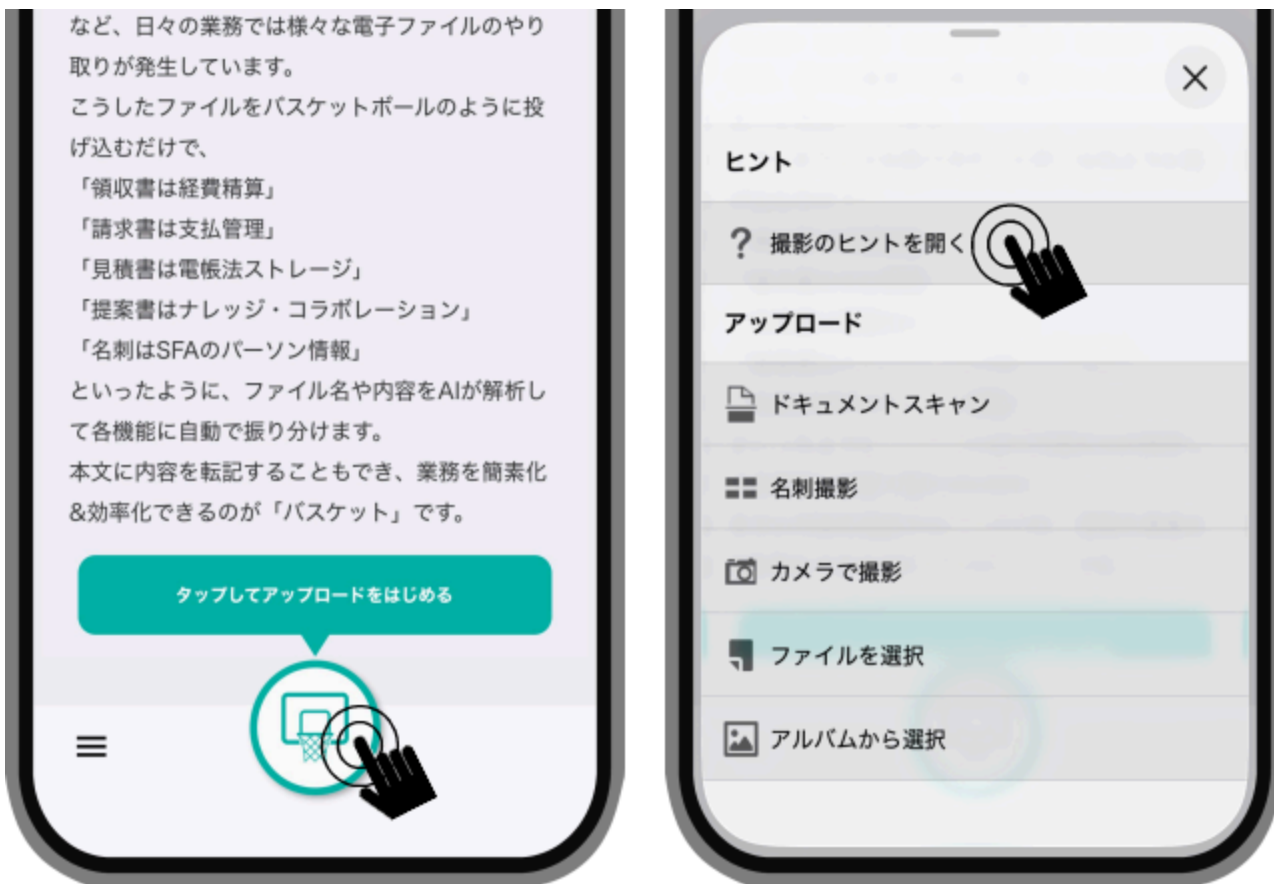 など、日々の業務では様々な電子ファイルのやり
取りが発生しています。
こうしたファイルをバスケットボールのように投
げ込むだけで、
「領収書は経費精算」
「請求書は支払管理」
「見積書は電帳法ストレージ」
「提案書はナレッジ・コラボレーション」
「名刺はSFAのパーソン情報」
といったように、ファイル名や内容をAIが解析し
て各機能に自動で振り分けます。
本文に内容を転記することもでき、業務を簡素化
&効率化できるのが「バスケット」です。
タップしてアップロードをはじめる
ヒント
? 撮影のヒントを開く
アップロード
ドキュメントスキャン
名刺撮影
カメラで撮影
ファイルを選択
アルバムから選択